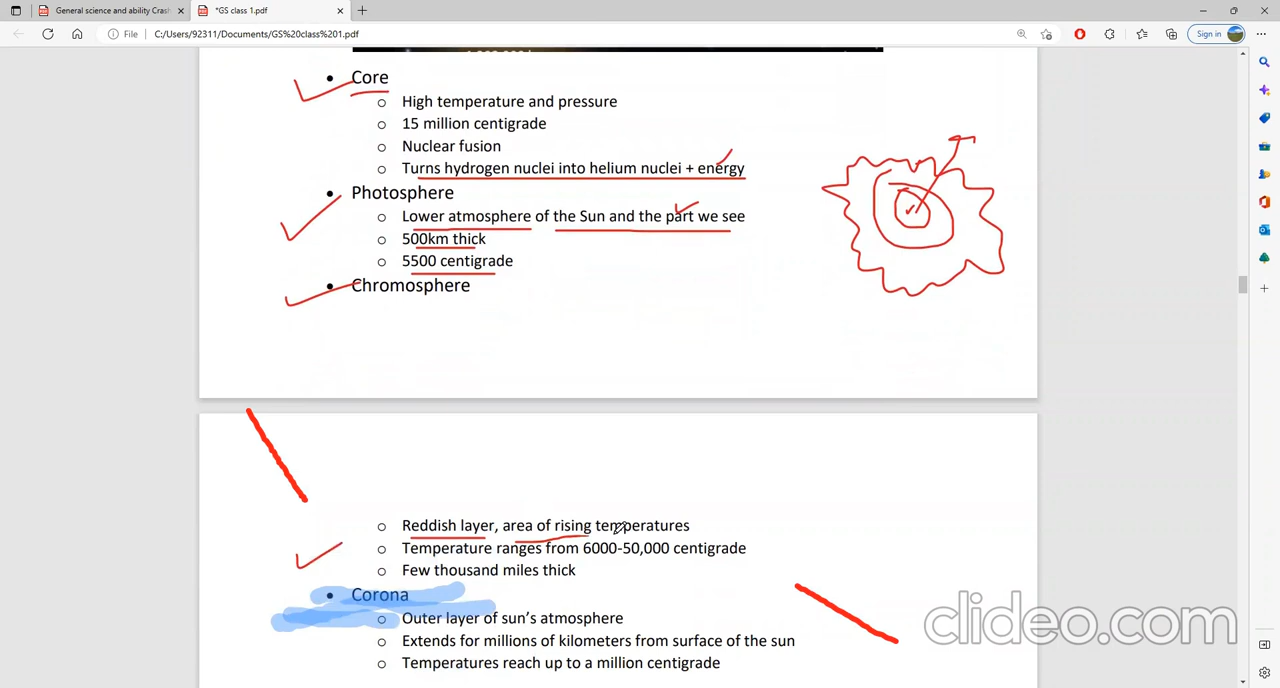 General science and ability Crash
*GS class 1.pdf
File
C:/Users/92311/Documents/GS%20class%201.pdf
Sign in
Core
High temperature and pressure
15 million centigrade
Nuclear fusion
Turns hydrogen nuclei into helium nuclei + energy
Photosphere
Lower atmosphere of the Sun and the part we see
500km thick
5500 centigrade
Chromosphere
Reddish layer, area of rising temperatures
Temperature ranges from 6000-50,000 centigrade
Few thousand miles thick
Corona
Outer layer of sun's atmosphere
Extends for millions of kilometers from surface of the sun
Temperatures reach up to a million centigrade
clideo.com